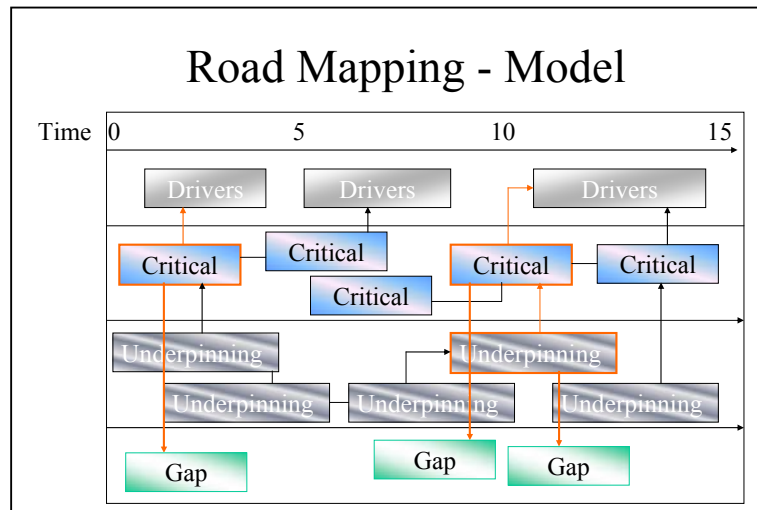 Road Mapping - Model
Time 0 5 10 15
Drivers Drivers Drivers
Critical Critical Critical Critical
Critical
Underpinning Underpinning
Underpinning Underpinning Underpinning
Gap Gap Gap